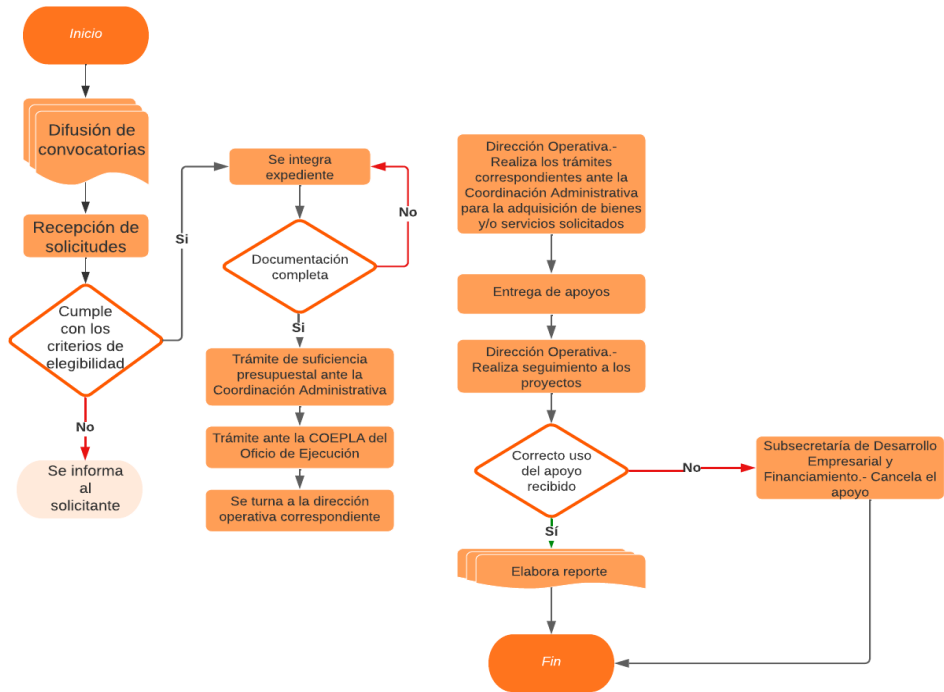 Inicio
Difusión de
convocatorias
Recepción de
solicitudes
Cumple
con los
criterios de
elegibilidad
No
Se informa
al
solicitante
Si
Se integra
expediente
No
Documentación
completa
Si
Trámite de suficiencia
presupuestal ante la
Coordinación Administrativa
Trámite ante la COEPLA del
Oficio de Ejecución
Se turna a la dirección
operativa correspondiente
Dirección Operativa.-
Realiza los trámites
correspondientes ante la
Coordinación Administrativa
para la adquisición de bienes
y/o servicios solicitados
Entrega de apoyos
Dirección Operativa.-
Realiza seguimiento a los
proyectos
Correcto uso
del apoyo
recibido
No
Subsecretaría de Desarrollo
Empresarial y
Financiamiento.- Cancela el
apoyo
Sí
Elabora reporte
Fin